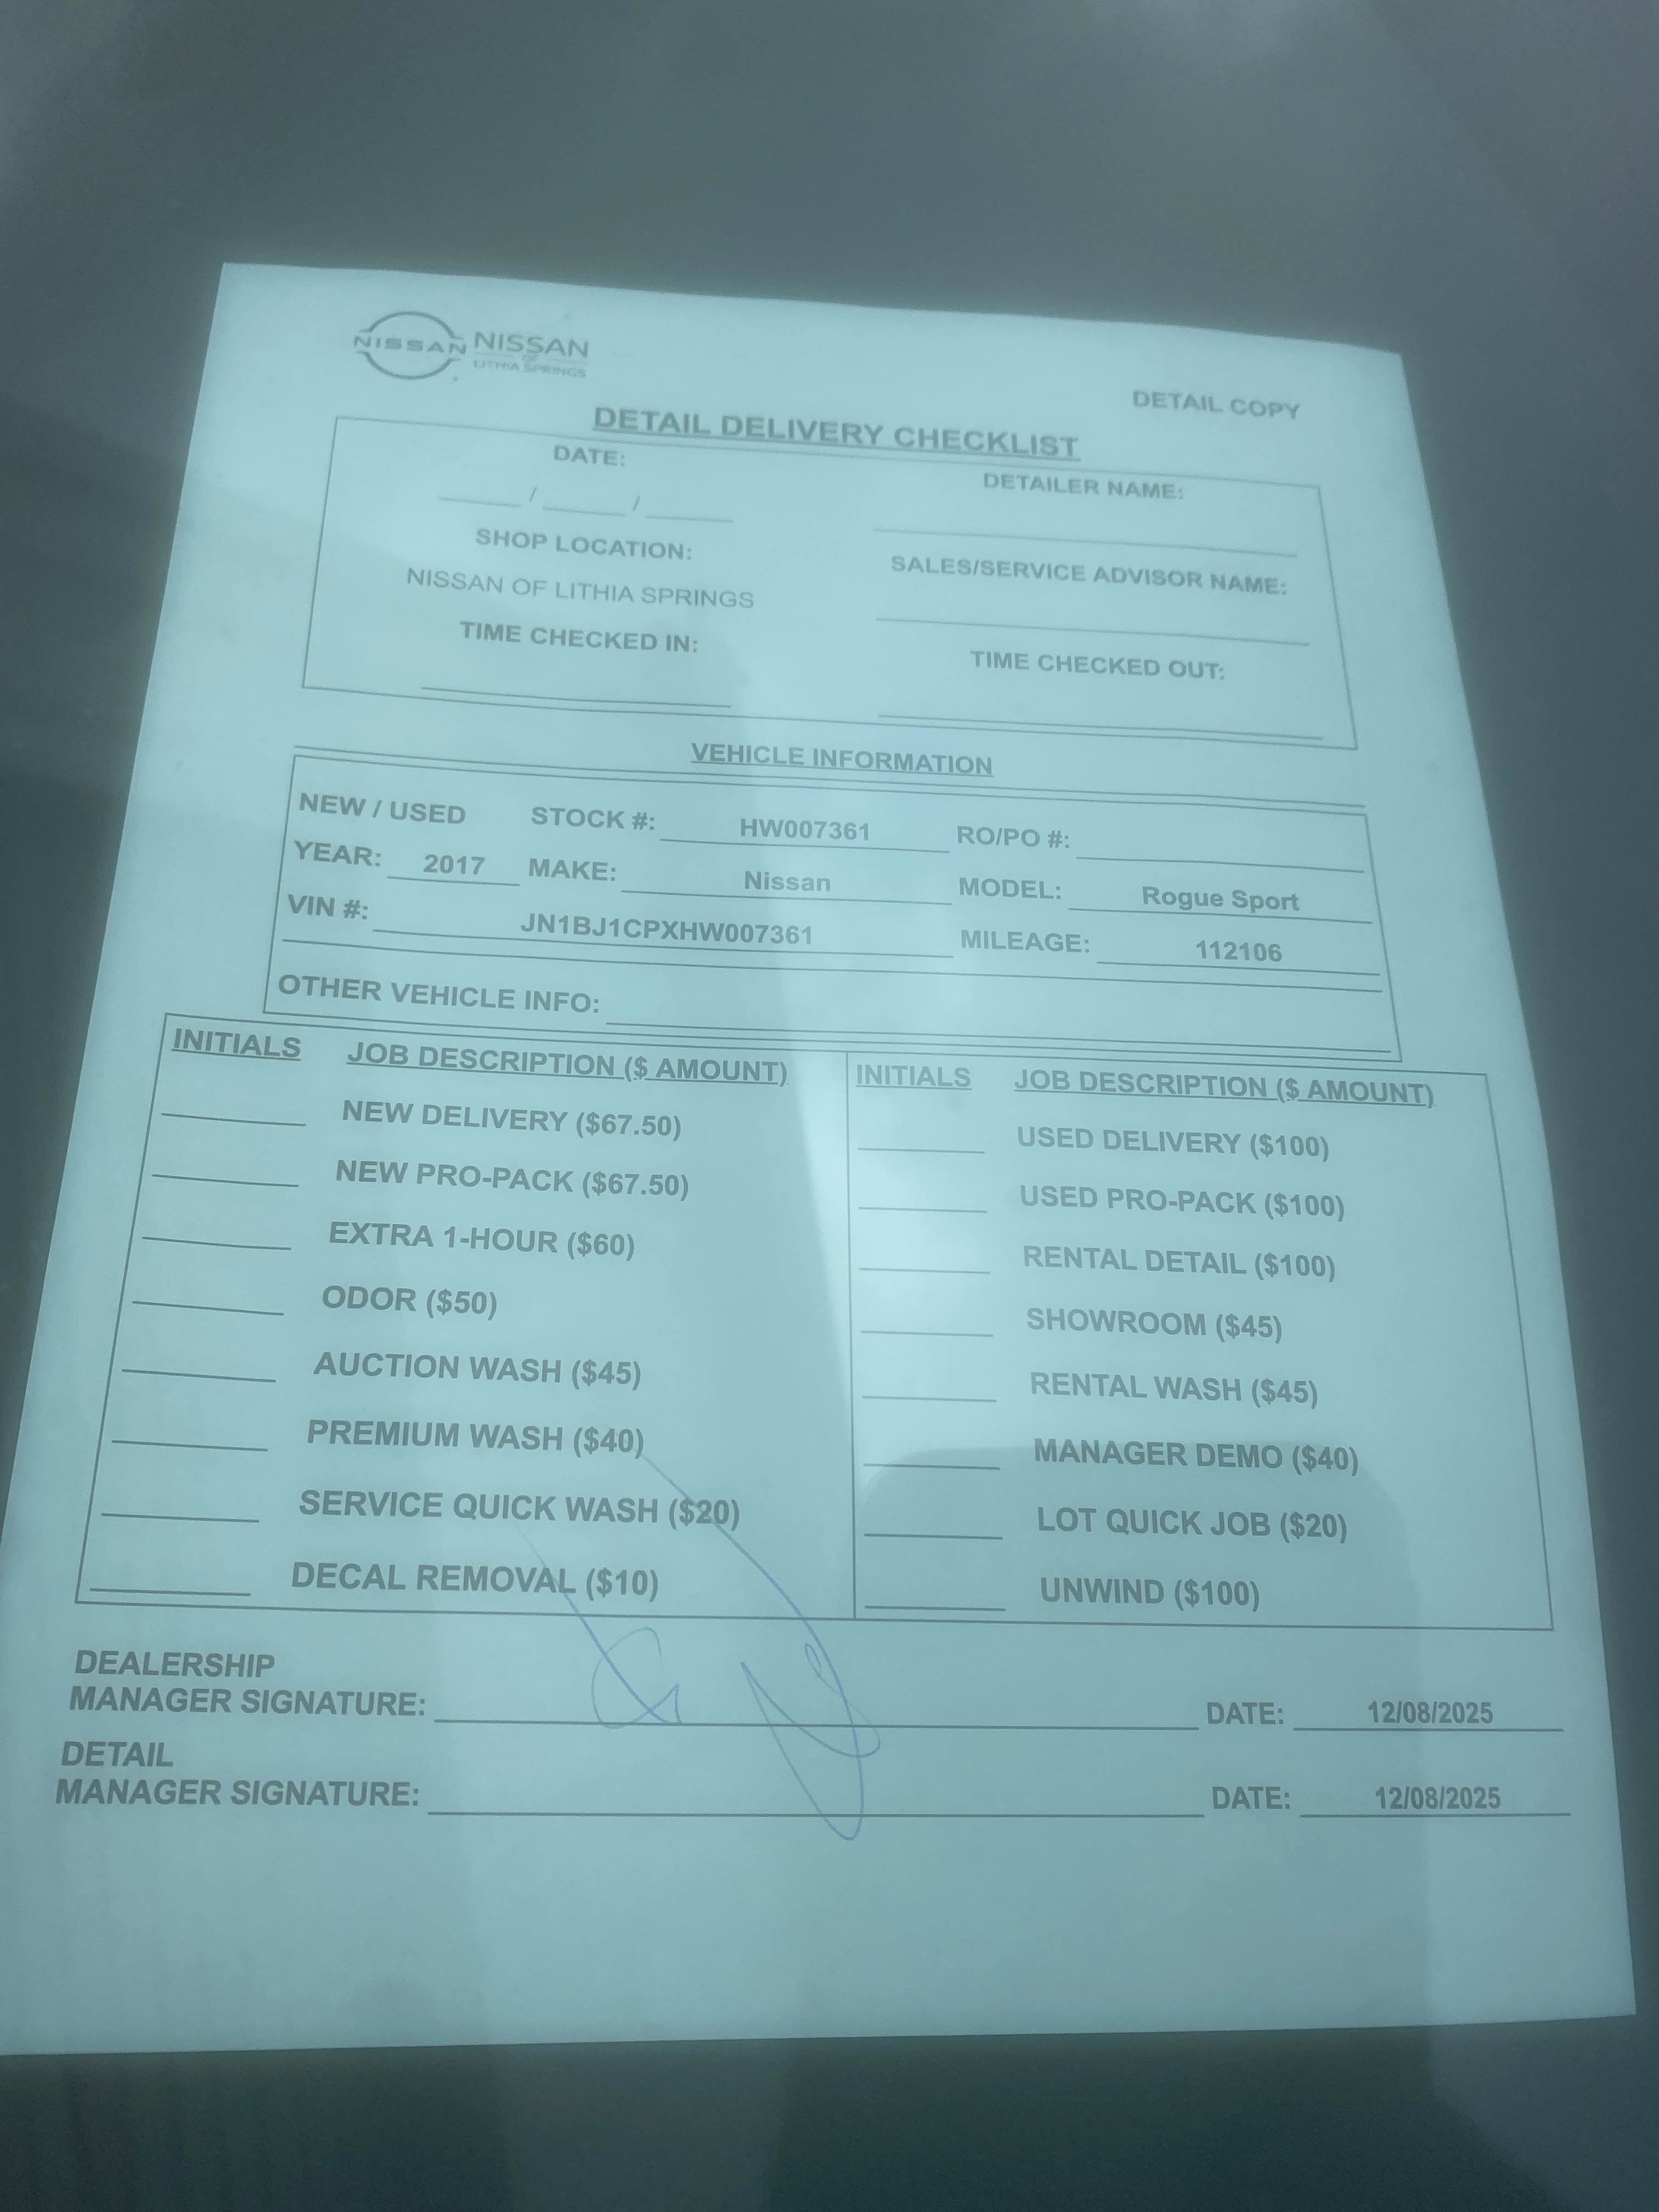 NISSAN NISSAN
OF
LITHIA SPRINGS
DETAIL COPY
DETAIL DELIVERY CHECKLIST
DATE: DETAILER NAME:
/ /
SHOP LOCATION: SALES/SERVICE ADVISOR NAME:
NISSAN OF LITHIA SPRINGS
TIME CHECKED IN: TIME CHECKED OUT:
VEHICLE INFORMATION
NEW / USED STOCK #: HW007361 RO/PO #:
YEAR: 2017 MAKE: Nissan MODEL: Rogue Sport
VIN #: JN1BJ1CPXHW007361 MILEAGE: 112106
OTHER VEHICLE INFO:
INITIALS JOB DESCRIPTION ($ AMOUNT) INITIALS JOB DESCRIPTION ($ AMOUNT)
NEW DELIVERY ($67.50) USED DELIVERY ($100)
NEW PRO-PACK ($67.50) USED PRO-PACK ($100)
EXTRA 1-HOUR ($60) RENTAL DETAIL ($100)
ODOR ($50) SHOWROOM ($45)
AUCTION WASH ($45) RENTAL WASH ($45)
PREMIUM WASH ($40) MANAGER DEMO ($40)
SERVICE QUICK WASH ($20) LOT QUICK JOB ($20)
DECAL REMOVAL ($10) UNWIND ($100)
DEALERSHIP
MANAGER SIGNATURE: DATE: 12/08/2025
DETAIL
MANAGER SIGNATURE: DATE: 12/08/2025